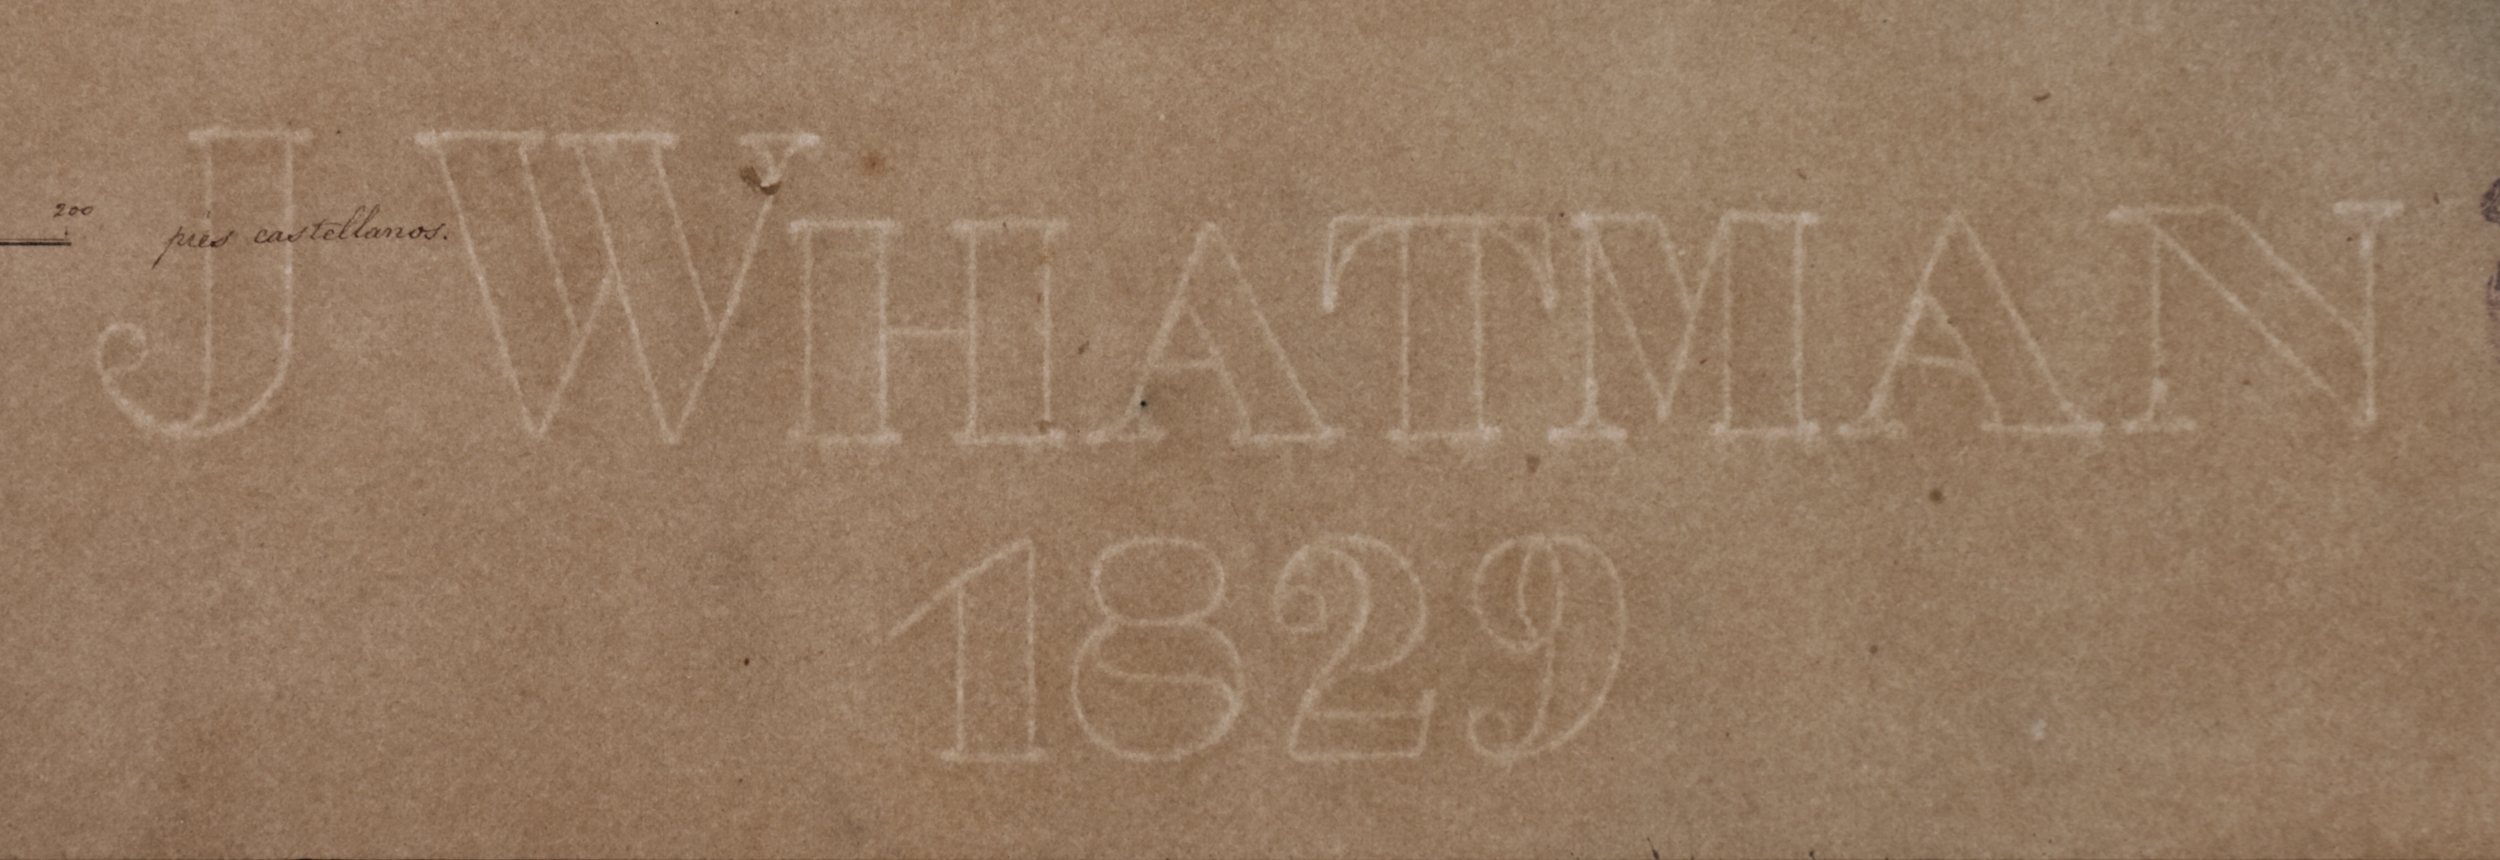 J WHATMAN
200
pies castellanos.
1829